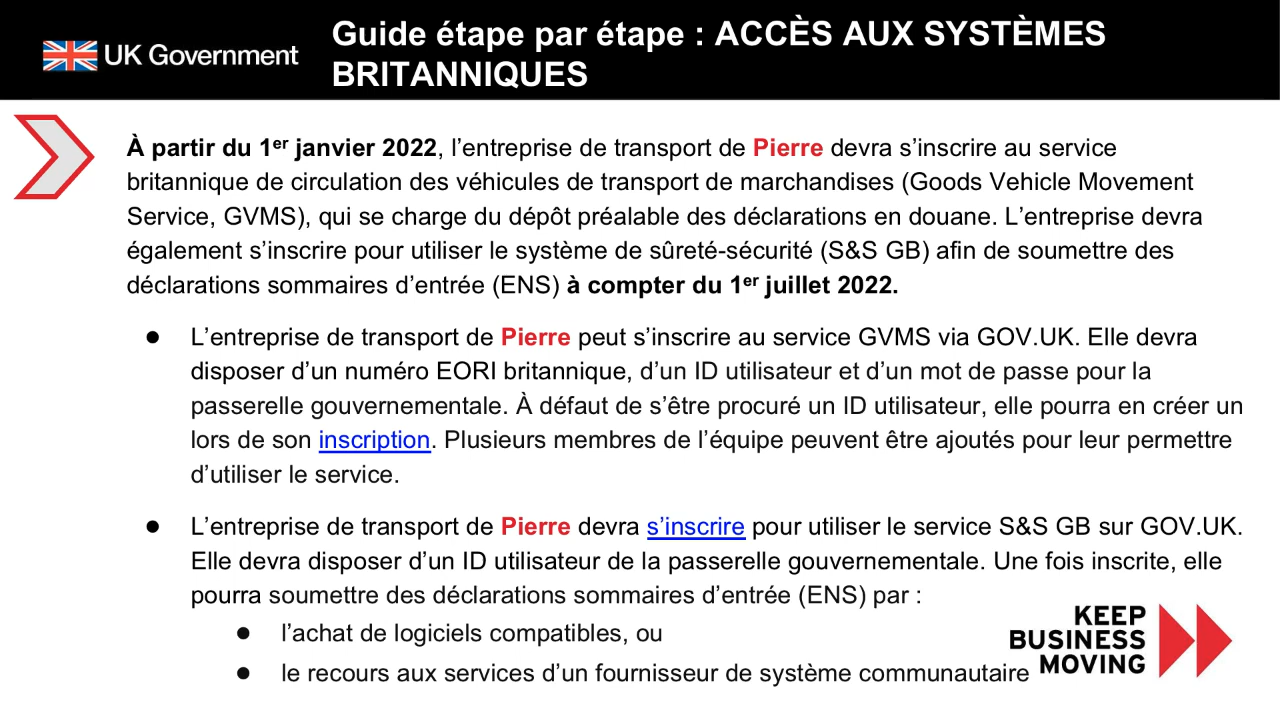 UK Government
Guide étape par étape : ACCÈS AUX SYSTÈMES
BRITANNIQUES
À partir du 1er janvier 2022, l’entreprise de transport de Pierre devra s’inscrire au service
britannique de circulation des véhicules de transport de marchandises (Goods Vehicle Movement
Service, GVMS), qui se charge du dépôt préalable des déclarations en douane. L’entreprise devra
également s’inscrire pour utiliser le système de sûreté-sécurité (S&S GB) afin de soumettre des
déclarations sommaires d’entrée (ENS) à compter du 1er juillet 2022.
● L’entreprise de transport de Pierre peut s’inscrire au service GVMS via GOV.UK. Elle devra
disposer d’un numéro EORI britannique, d’un ID utilisateur et d’un mot de passe pour la
passerelle gouvernementale. À défaut de s’être procuré un ID utilisateur, elle pourra en créer un
lors de son inscription. Plusieurs membres de l’équipe peuvent être ajoutés pour leur permettre
d’utiliser le service.
● L’entreprise de transport de Pierre devra s’inscrire pour utiliser le service S&S GB sur GOV.UK.
Elle devra disposer d’un ID utilisateur de la passerelle gouvernementale. Une fois inscrite, elle
pourra soumettre des déclarations sommaires d’entrée (ENS) par :
● l’achat de logiciels compatibles, ou
● le recours aux services d’un fournisseur de système communautaire
KEEP
BUSINESS
MOVING